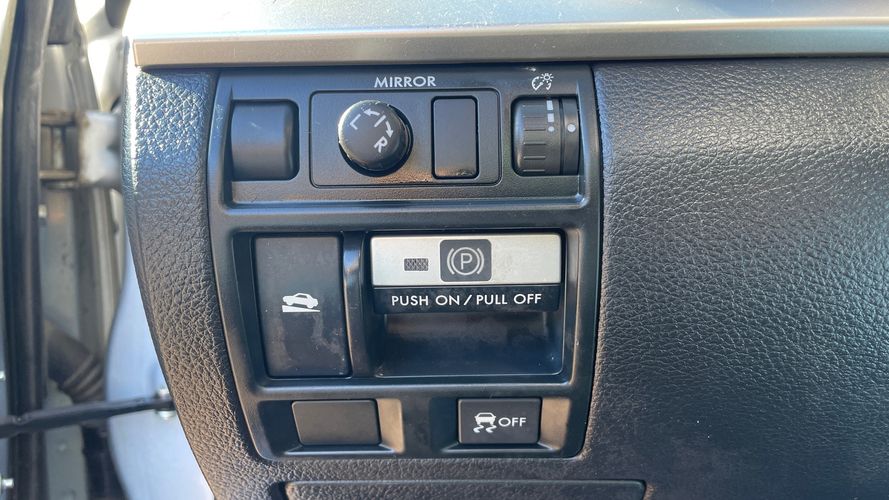 MIRROR
L R
P
PUSH ON / PULL OFF
OFF